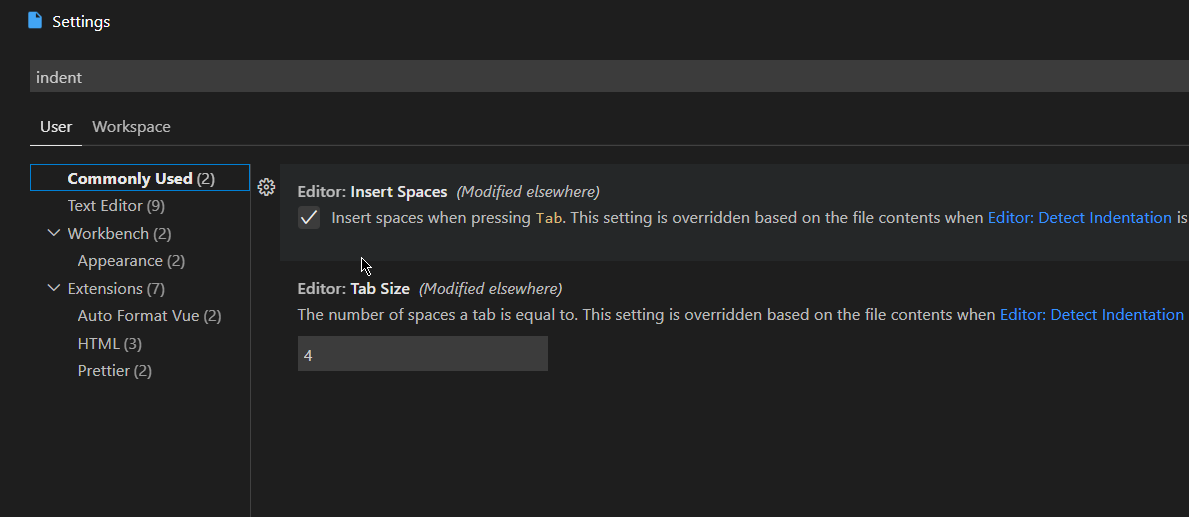 Settings
indent
User Workspace
Commonly Used (2)
Text Editor (9)
Workbench (2)
Appearance (2)
Extensions (7)
Auto Format Vue (2)
HTML (3)
Prettier (2)
Editor: Insert Spaces (Modified elsewhere)
Insert spaces when pressing Tab. This setting is overridden based on the file contents when Editor: Detect Indentation is
Editor: Tab Size (Modified elsewhere)
The number of spaces a tab is equal to. This setting is overridden based on the file contents when Editor: Detect Indentation
4